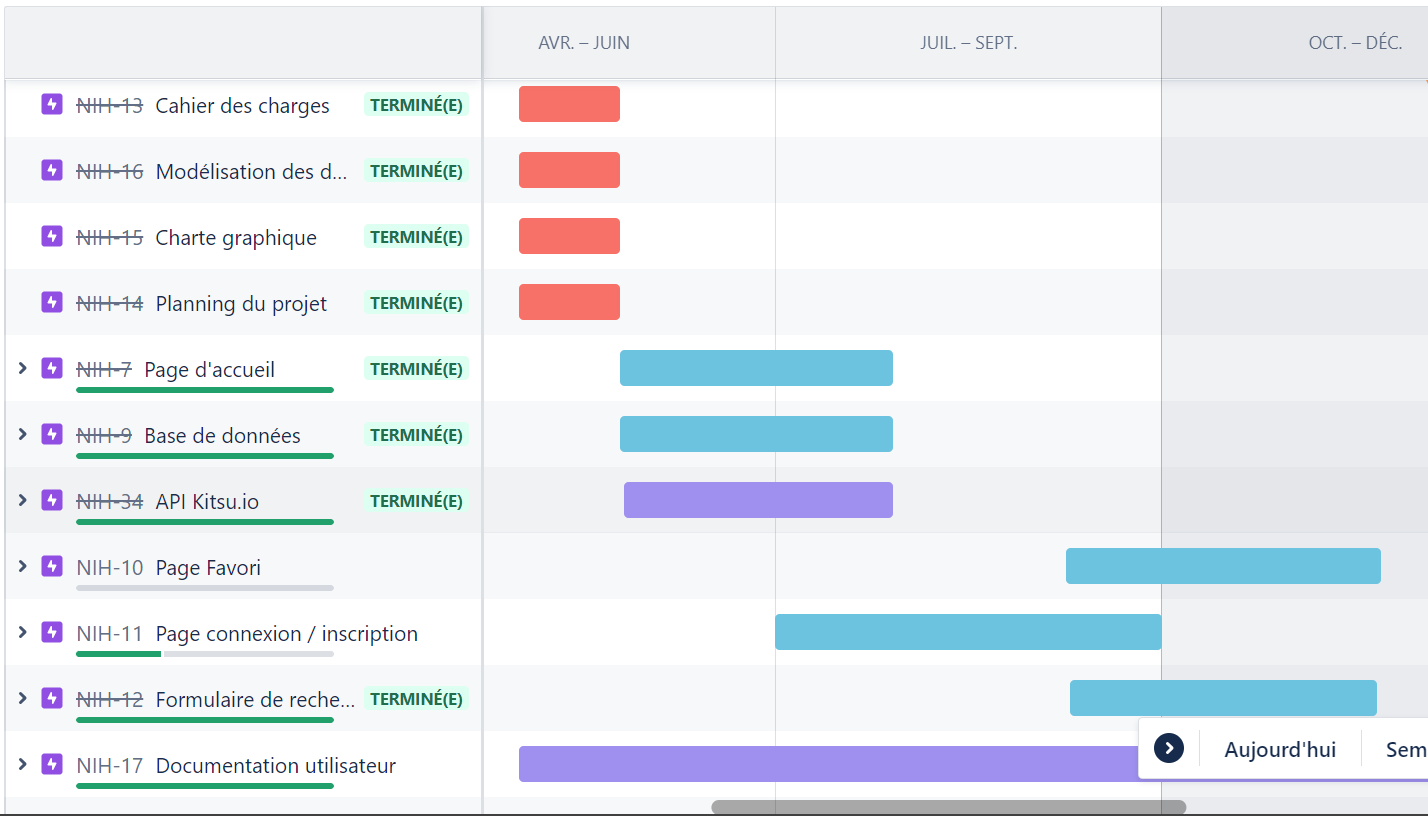 AVR. – JUIN JUIL. – SEPT. OCT. – DÉC.
NIH-13 Cahier des charges TERMINÉ(E)
NIH-16 Modélisation des d... TERMINÉ(E)
NIH-15 Charte graphique TERMINÉ(E)
NIH-14 Planning du projet TERMINÉ(E)
NIH-7 Page d'accueil TERMINÉ(E)
NIH-9 Base de données TERMINÉ(E)
NIH-34 API Kitsu.io TERMINÉ(E)
NIH-10 Page Favori
NIH-11 Page connexion / inscription
NIH-12 Formulaire de reche... TERMINÉ(E)
NIH-17 Documentation utilisateur
Aujourd'hui Sem